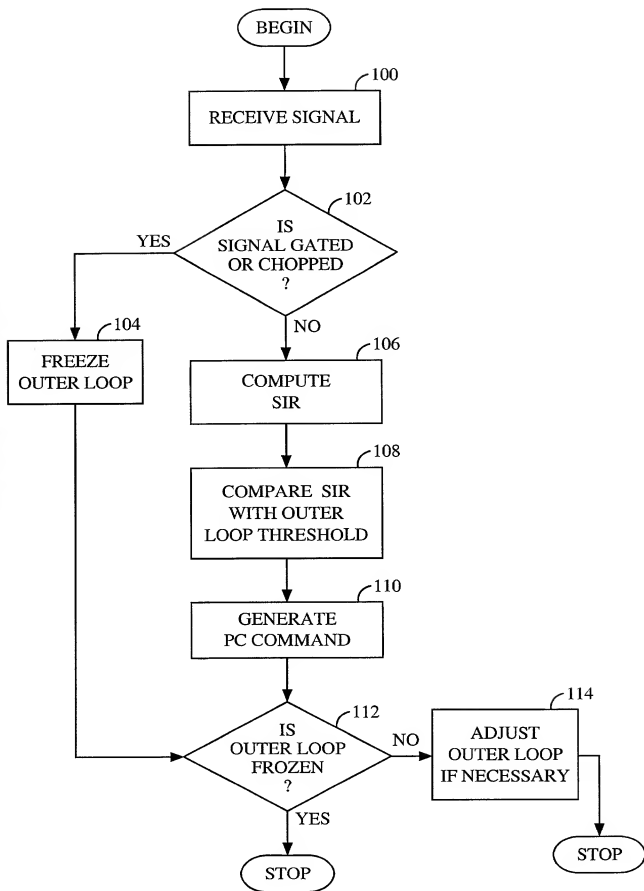 BEGIN
100
RECEIVE SIGNAL
102
IS
SIGNAL GATED
OR CHOPPED
?
YES
NO
104
FREEZE
OUTER LOOP
106
COMPUTE
SIR
108
COMPARE SIR
WITH OUTER
LOOP THRESHOLD
110
GENERATE
PC COMMAND
112
IS
OUTER LOOP
FROZEN
?
NO
YES
114
ADJUST
OUTER LOOP
IF NECESSARY
STOP
STOP